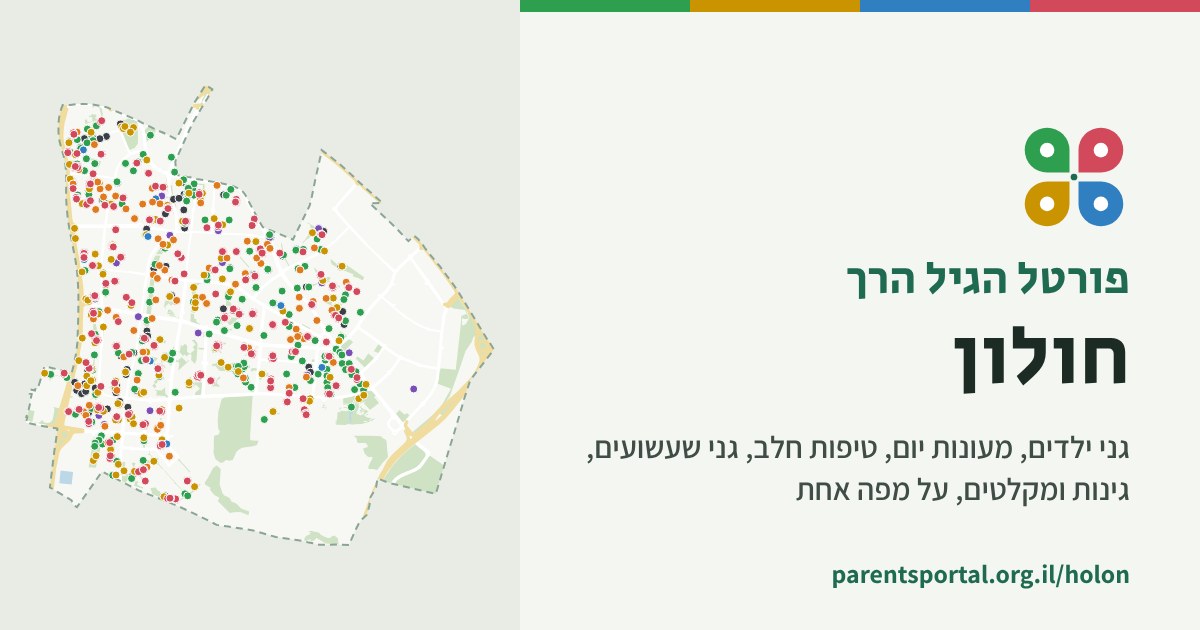 פורטל הגיל הרך
חולון
גני ילדים, מעונות יום, טיפות חלב, גני שעשועים,
גינות ומקלטים, על מפה אחת
parentsportal.org.il/holon